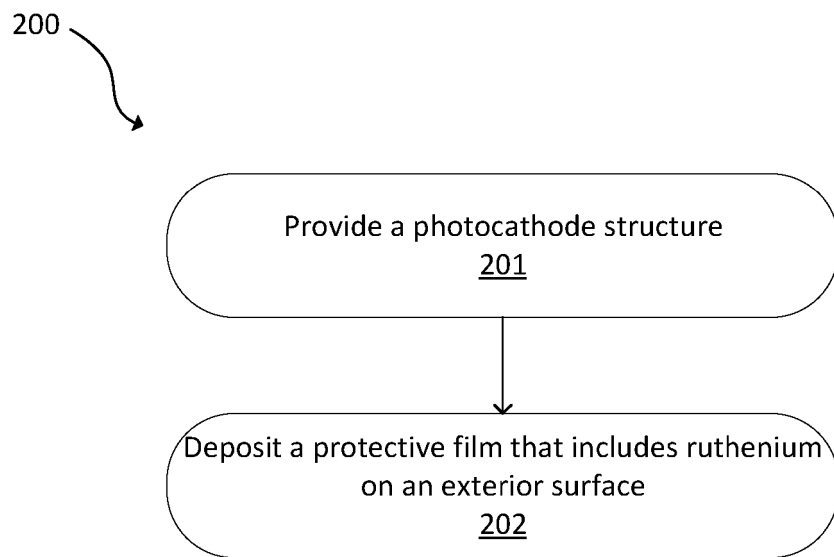 200
Provide a photocathode structure
201
Deposit a protective film that includes ruthenium
on an exterior surface
202